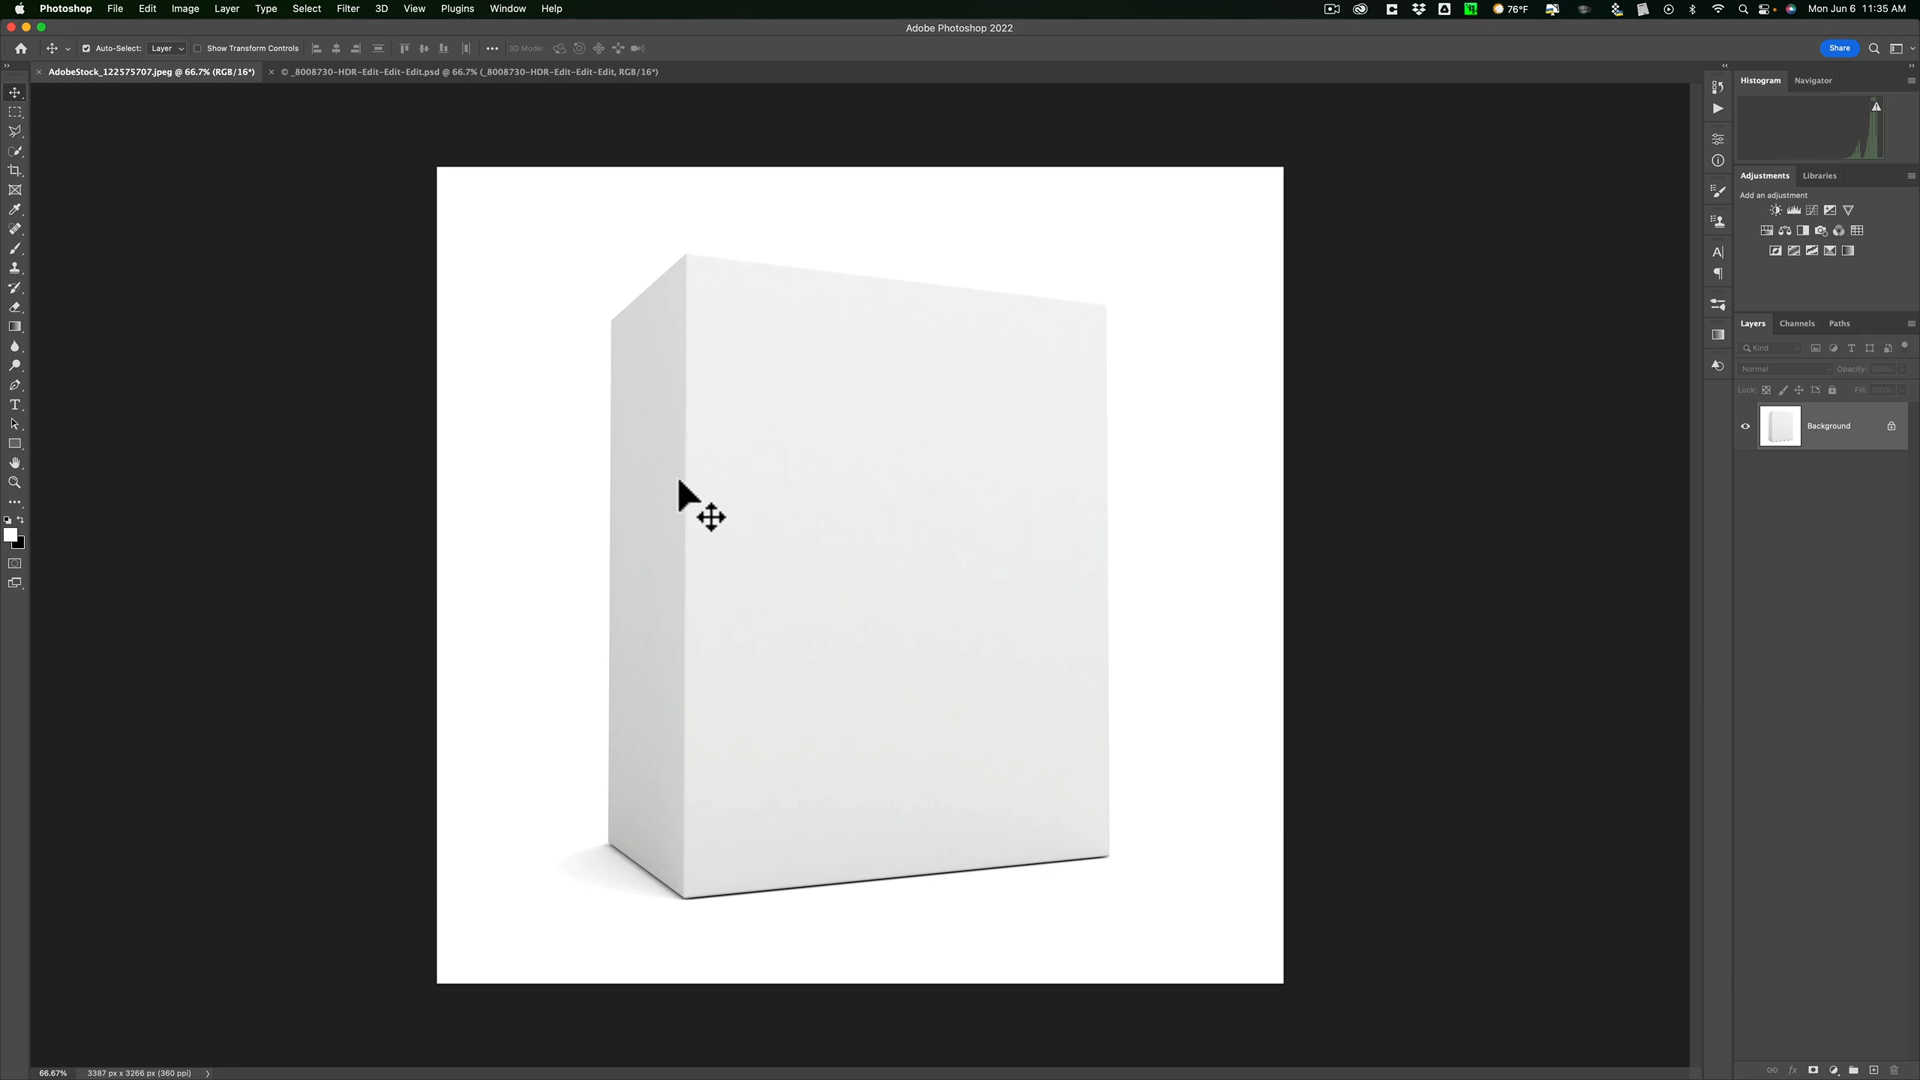 Photoshop File Edit Image Layer Type Select Filter 3D View Plugins Window Help 76°F Mon Jun 6 11:35 AM
Adobe Photoshop 2022
Auto-Select: Layer Show Transform Controls 3D Mode: Share
AdobeStock_122575707.jpeg @ 66.7% (RGB/16*) © _8008730-HDR-Edit-Edit-Edit.psd @ 66.7% (_8008730-HDR-Edit-Edit-Edit, RGB/16*)
Histogram Navigator
Adjustments Libraries
Add an adjustment
Layers Channels Paths
Kind
Normal Opacity: 100%
Lock: Fill: 100%
Background
66.67% 3387 px x 3266 px (360 ppi)